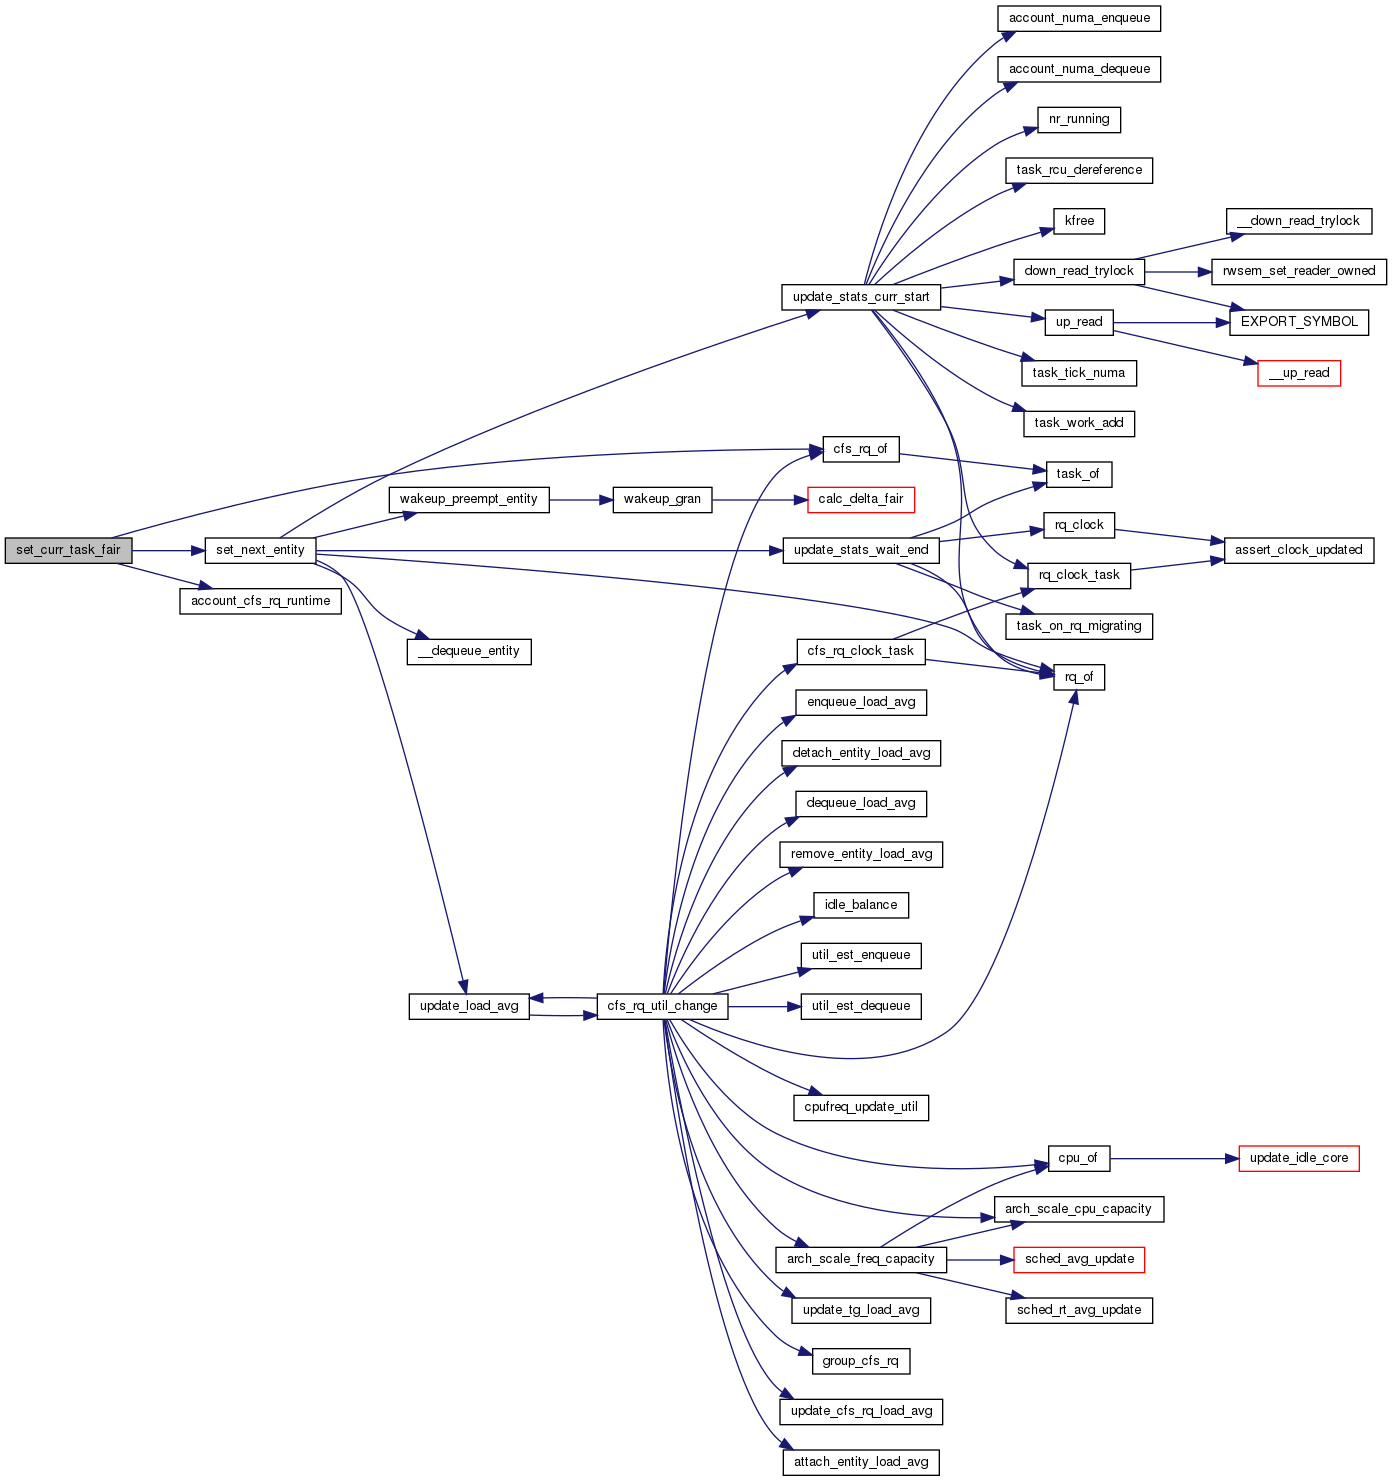 account_numa_enqueue
account_numa_dequeue
nr_running
task_rcu_dereference
kfree
__down_read_trylock
down_read_trylock
rwsem_set_reader_owned
update_stats_curr_start
up_read
EXPORT_SYMBOL
task_tick_numa
__up_read
task_work_add
cfs_rq_of
task_of
wakeup_preempt_entity
wakeup_gran
calc_delta_fair
rq_clock
set_curr_task_fair
set_next_entity
update_stats_wait_end
assert_clock_updated
rq_clock_task
account_cfs_rq_runtime
task_on_rq_migrating
__dequeue_entity
cfs_rq_clock_task
rq_of
enqueue_load_avg
detach_entity_load_avg
dequeue_load_avg
remove_entity_load_avg
idle_balance
util_est_enqueue
update_load_avg
cfs_rq_util_change
util_est_dequeue
cpufreq_update_util
cpu_of
update_idle_core
arch_scale_cpu_capacity
arch_scale_freq_capacity
sched_avg_update
update_tg_load_avg
sched_rt_avg_update
group_cfs_rq
update_cfs_rq_load_avg
attach_entity_load_avg